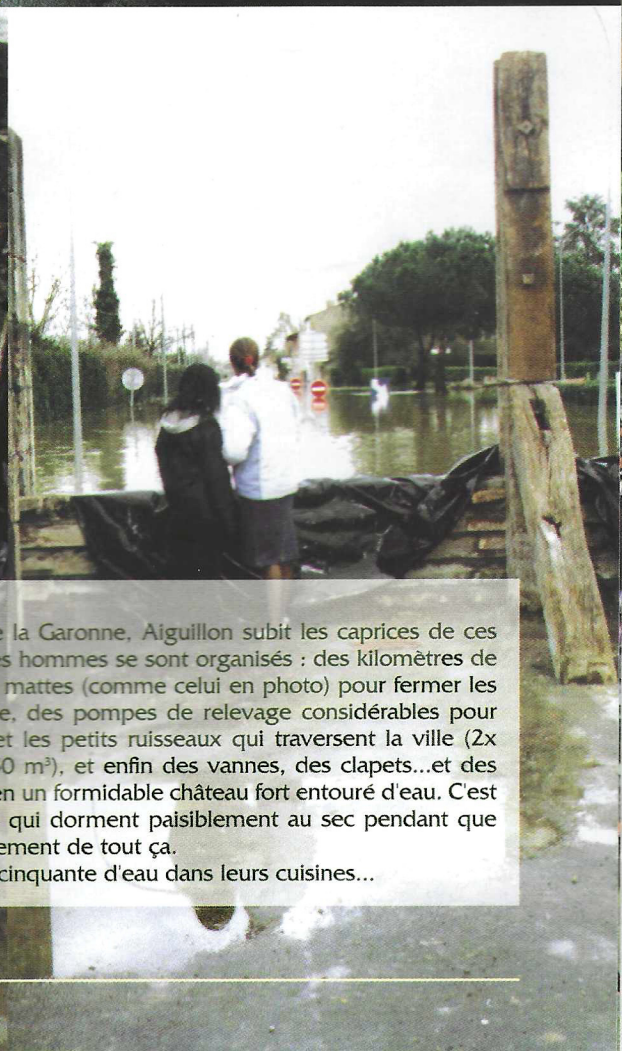 la Garonne, Aiguillon subit les caprices de ces
hommes se sont organisés : des kilomètres de
mattes (comme celui en photo) pour fermer les
des pompes de relevage considérables pour
et les petits ruisseaux qui traversent la ville (2x
0 m³), et enfin des vannes, des clapets...et des
en un formidable château fort entouré d'eau. C'est
qui dorment paisiblement au sec pendant que
ement de tout ça.
cinquante d'eau dans leurs cuisines...